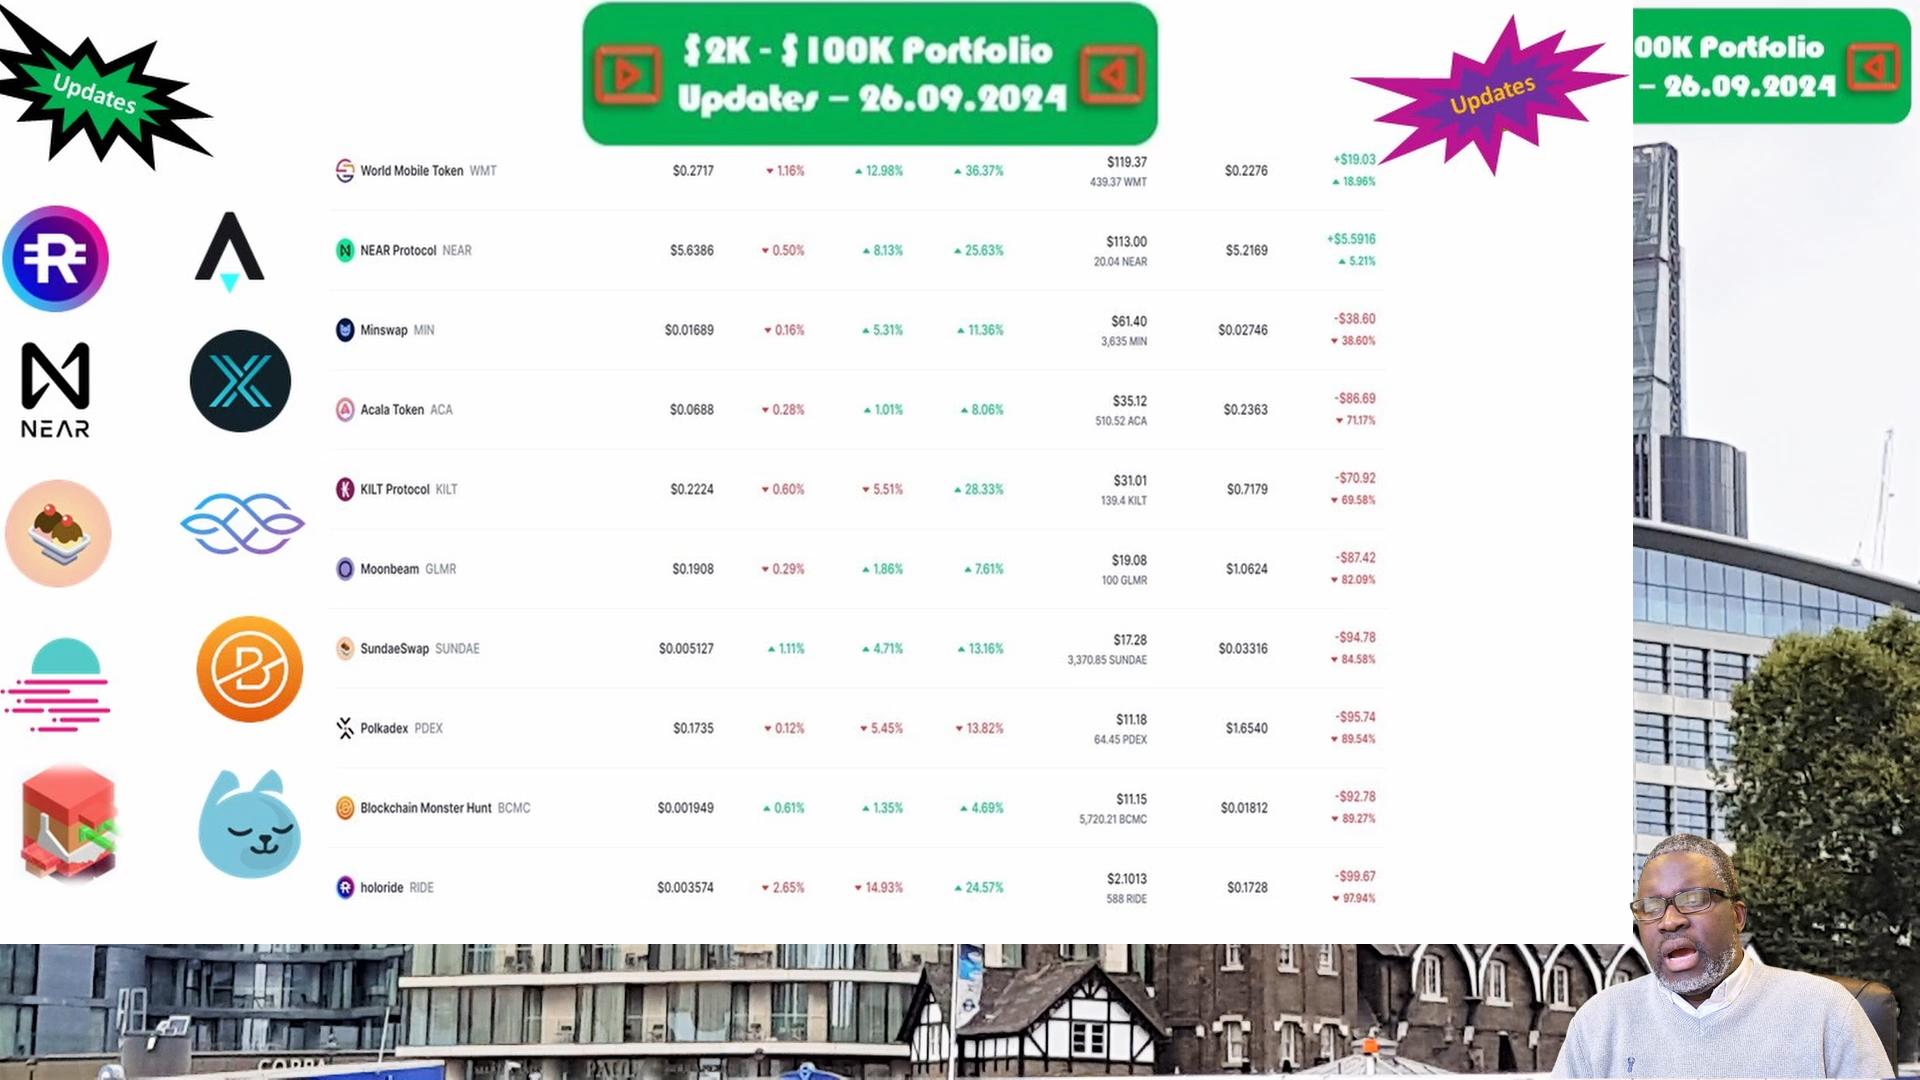 $2K - $100K Portfolio
Updates – 26.09.2024
00K Portfolio
– 26.09.2024
Updates
Updates
World Mobile Token WMT $0.2717 1.16% 12.98% 36.37% $119.37 $0.2276 +$19.03
439.37 WMT 18.96%
NEAR Protocol NEAR $5.6386 0.50% 8.13% 25.63% $113.00 $5.2169 +$5.5916
20.04 NEAR 5.21%
Minswap MIN $0.01689 0.16% 5.31% 11.36% $61.40 $0.02746 -$38.60
3,635 MIN 38.60%
NEAR
Acala Token ACA $0.0688 0.28% 1.01% 8.06% $35.12 $0.2363 -$86.69
510.52 ACA 71.17%
KILT Protocol KILT $0.2224 0.60% 5.51% 28.33% $31.01 $0.7179 -$70.92
139.4 KILT 69.58%
Moonbeam GLMR $0.1908 0.29% 1.86% 7.61% $19.08 $1.0624 -$87.42
100 GLMR 82.09%
SundaeSwap SUNDAE $0.005127 1.11% 4.71% 13.16% $17.28 $0.03316 -$94.78
3,370.85 SUNDAE 84.58%
Polkadex PDEX $0.1735 0.12% 5.45% 13.82% $11.18 $1.6540 -$95.74
64.45 PDEX 89.54%
Blockchain Monster Hunt BCMC $0.001949 0.61% 1.35% 4.69% $11.15 $0.01812 -$92.78
5,720.21 BCMC 89.27%
holoride RIDE $0.003574 2.65% 14.93% 24.57% $2.1013 $0.1728 -$99.67
588 RIDE 97.94%